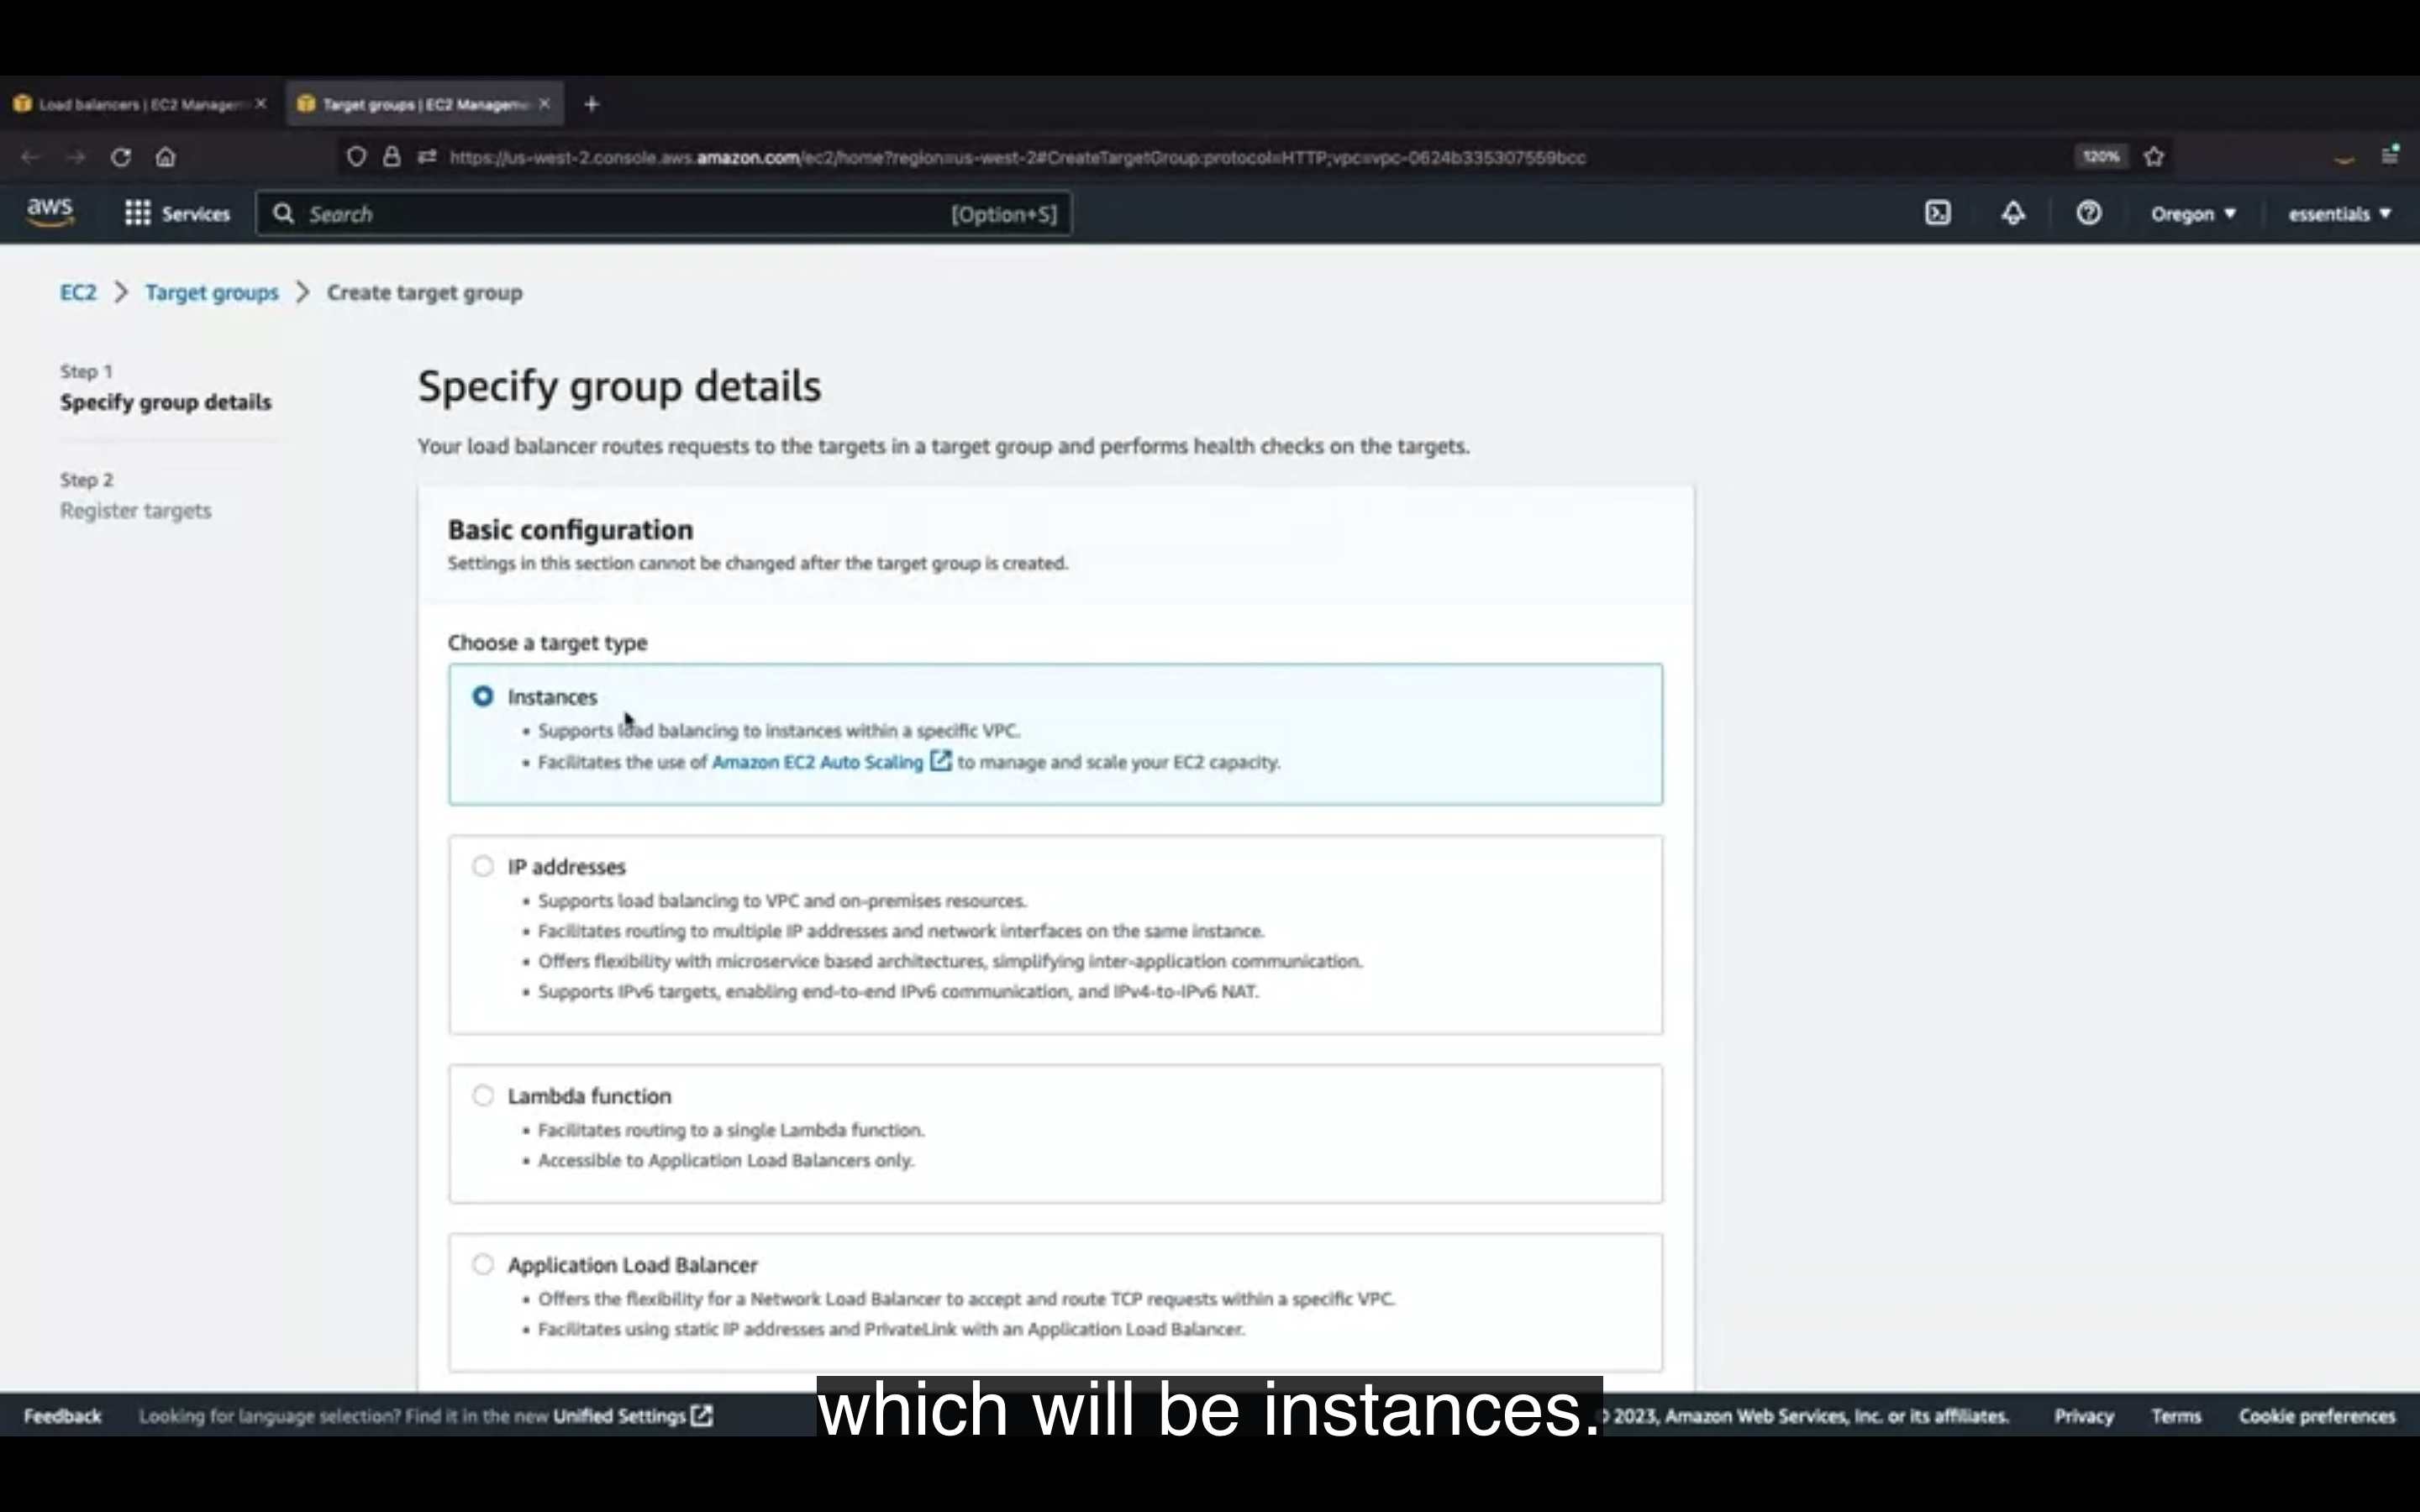 Load balancers | EC2 Managem
Target groups | EC2 Manageme
https://us-west-2.console.aws.amazon.com/ec2/home?region=us-west-2#CreateTargetGroup:protocol=HTTP;vpc=vpc-0624b335307559bcc
120%
aws
Services
Search
[Option+S]
Oregon
essentials
EC2 > Target groups > Create target group
Step 1
Specify group details
Step 2
Register targets
Specify group details
Your load balancer routes requests to the targets in a target group and performs health checks on the targets.
Basic configuration
Settings in this section cannot be changed after the target group is created.
Choose a target type
Instances
• Supports load balancing to instances within a specific VPC.
• Facilitates the use of Amazon EC2 Auto Scaling to manage and scale your EC2 capacity.
IP addresses
• Supports load balancing to VPC and on-premises resources.
• Facilitates routing to multiple IP addresses and network interfaces on the same instance.
• Offers flexibility with microservice based architectures, simplifying inter-application communication.
• Supports IPv6 targets, enabling end-to-end IPv6 communication, and IPv4-to-IPv6 NAT.
Lambda function
• Facilitates routing to a single Lambda function.
• Accessible to Application Load Balancers only.
Application Load Balancer
• Offers the flexibility for a Network Load Balancer to accept and route TCP requests within a specific VPC.
• Facilitates using static IP addresses and PrivateLink with an Application Load Balancer.
Feedback
Looking for language selection? Find it in the new Unified Settings
which will be instances.
2023, Amazon Web Services, Inc. or its affiliates.
Privacy
Terms
Cookie preferences